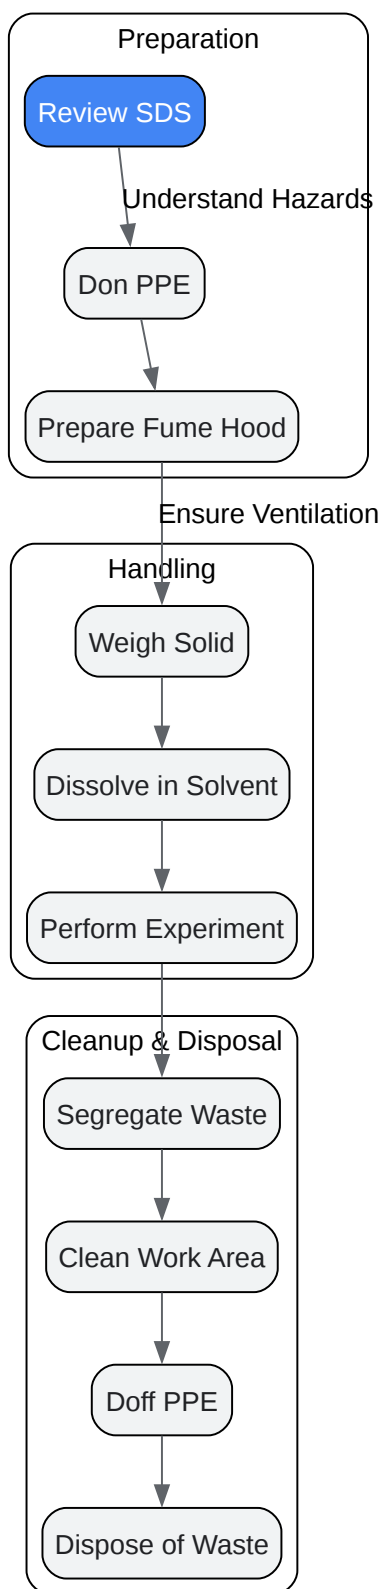 Preparation
Review SDS
Understand Hazards
Don PPE
Prepare Fume Hood
Ensure Ventilation
Handling
Weigh Solid
Dissolve in Solvent
Perform Experiment
Cleanup & Disposal
Segregate Waste
Clean Work Area
Doff PPE
Dispose of Waste